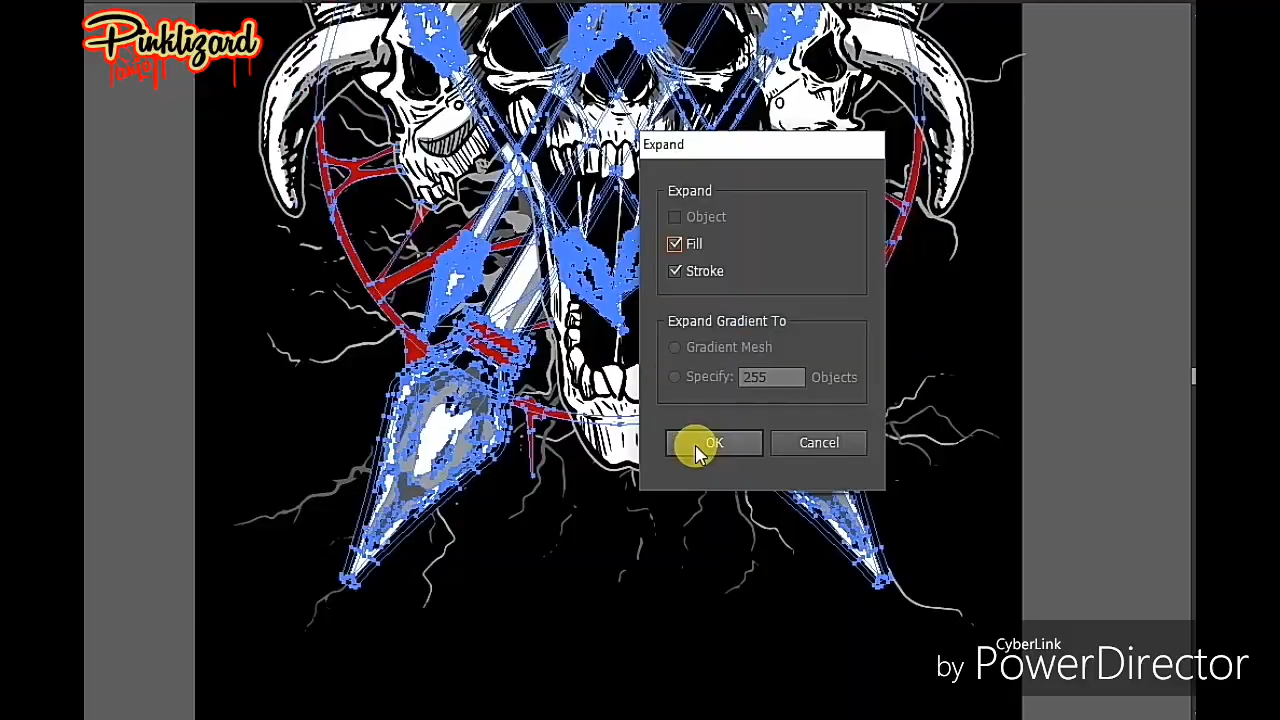 Pinklizard
Expand
Expand
Object
Fill
Stroke
Expand Gradient To
Gradient Mesh
Specify: 255 Objects
OK Cancel
CyberLink
by PowerDirector